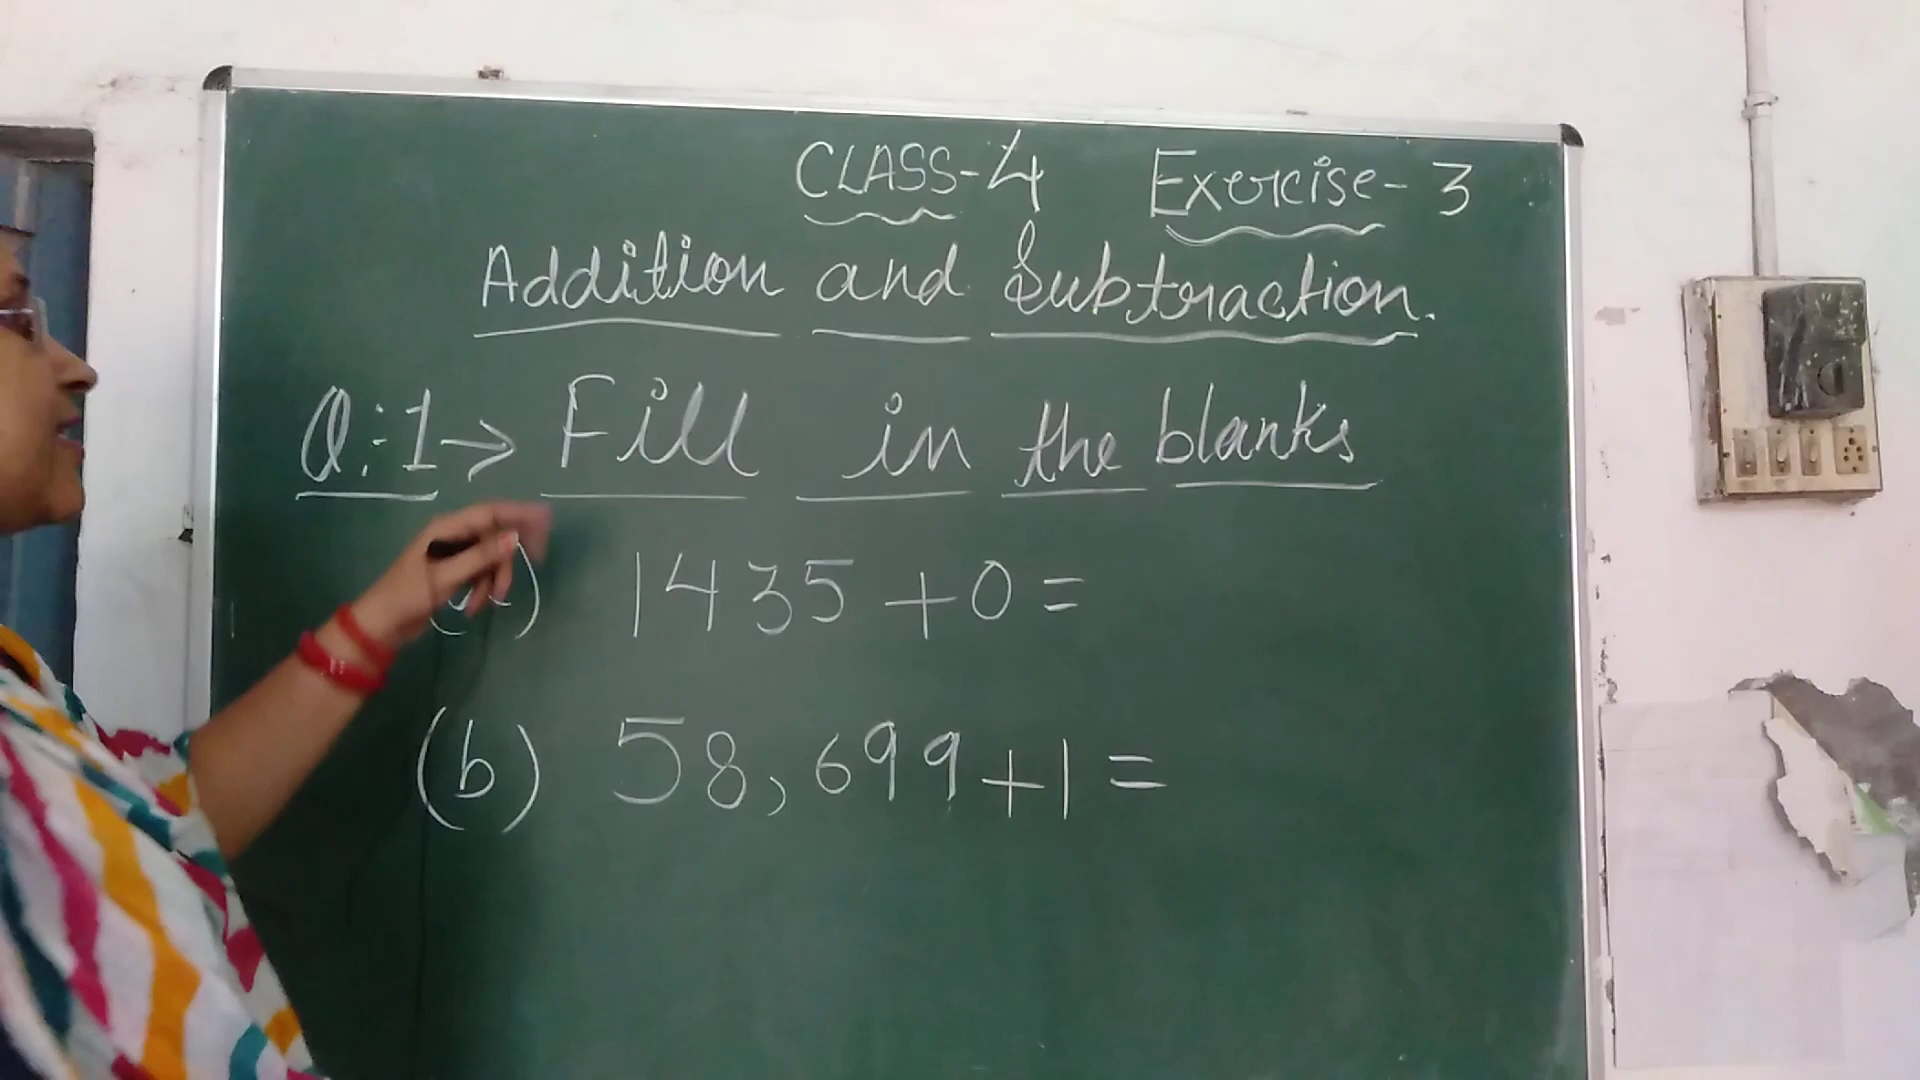 CLASS-4 Exercise-3
Addition and Subtraction.
Q:1→ Fill in the blanks
1435+0=
(b) 58,699+1=